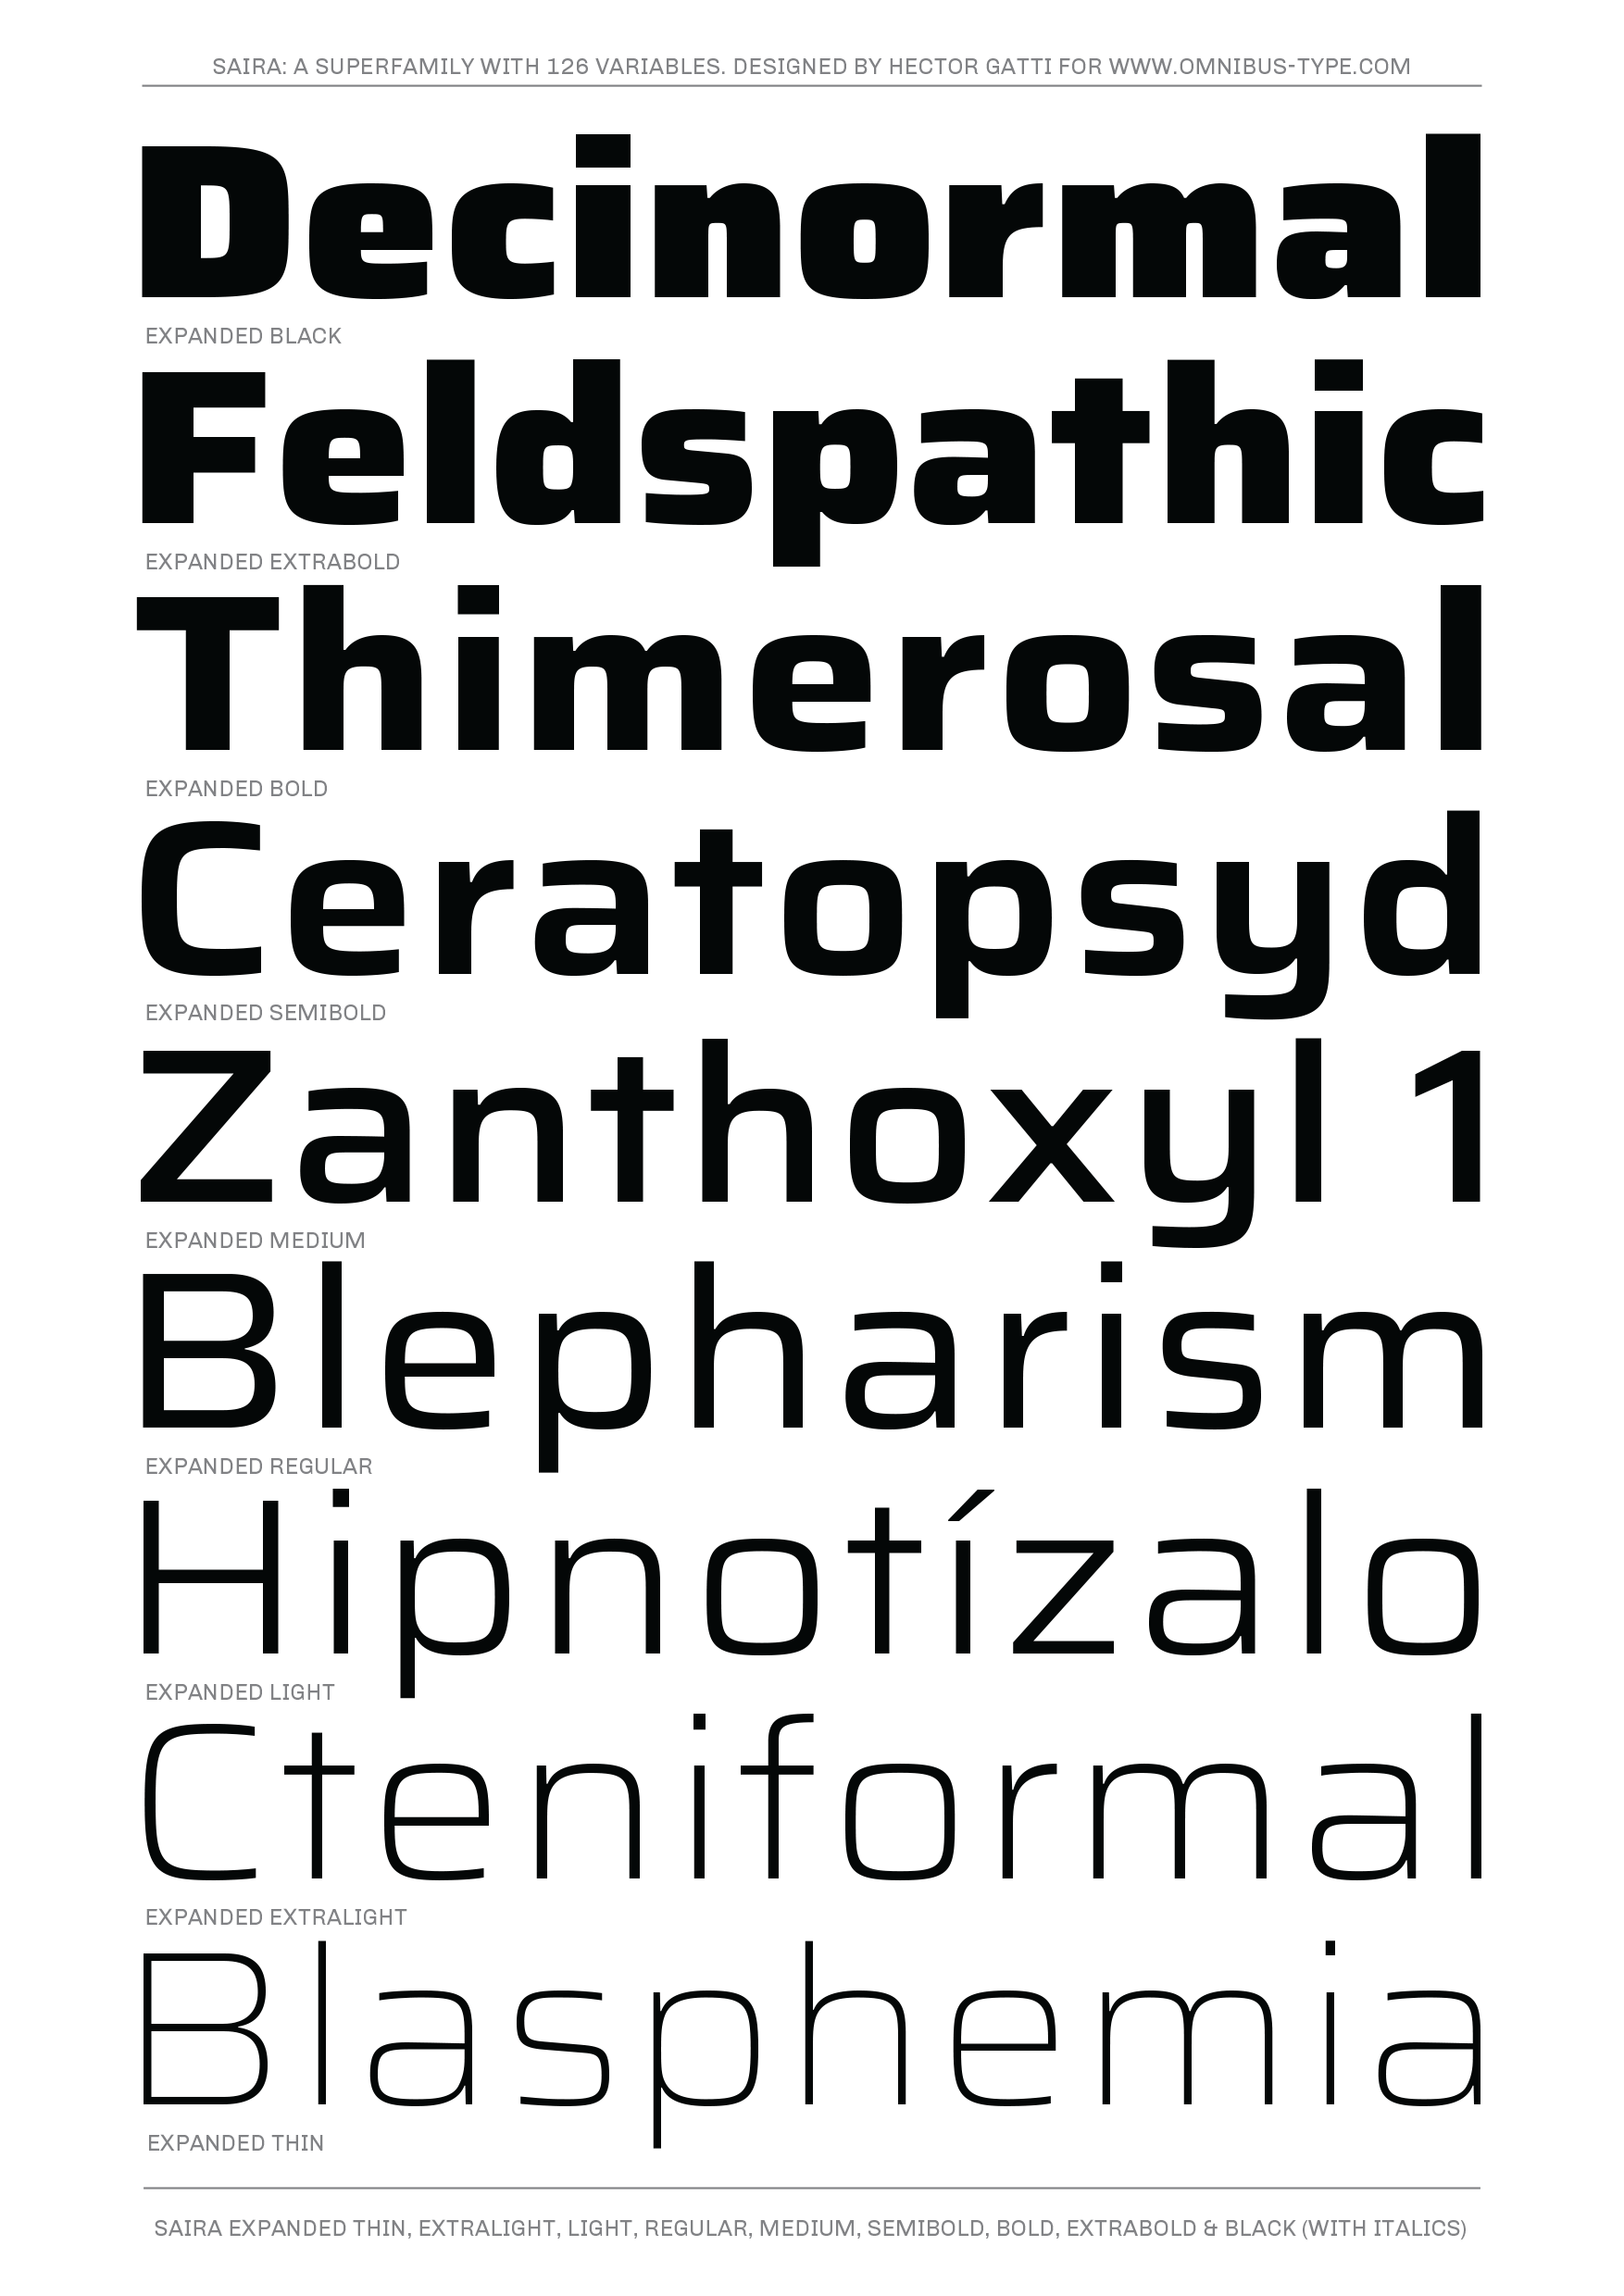 SAIRA: A SUPERFAMILY WITH 126 VARIABLES. DESIGNED BY HECTOR GATTI FOR WWW.OMNIBUS-TYPE.COM
Decinormal
EXPANDED BLACK
Feldspathic
EXPANDED EXTRABOLD
Thimerosal
EXPANDED BOLD
Ceratopsyd
EXPANDED SEMIBOLD
Zanthoxyl 1
EXPANDED MEDIUM
Blepharism
EXPANDED REGULAR
Hipnotízalo
EXPANDED LIGHT
Cteniformal
EXPANDED EXTRALIGHT
Blasphemia
EXPANDED THIN
SAIRA EXPANDED THIN, EXTRALIGHT, LIGHT, REGULAR, MEDIUM, SEMIBOLD, BOLD, EXTRABOLD & BLACK (WITH ITALICS)